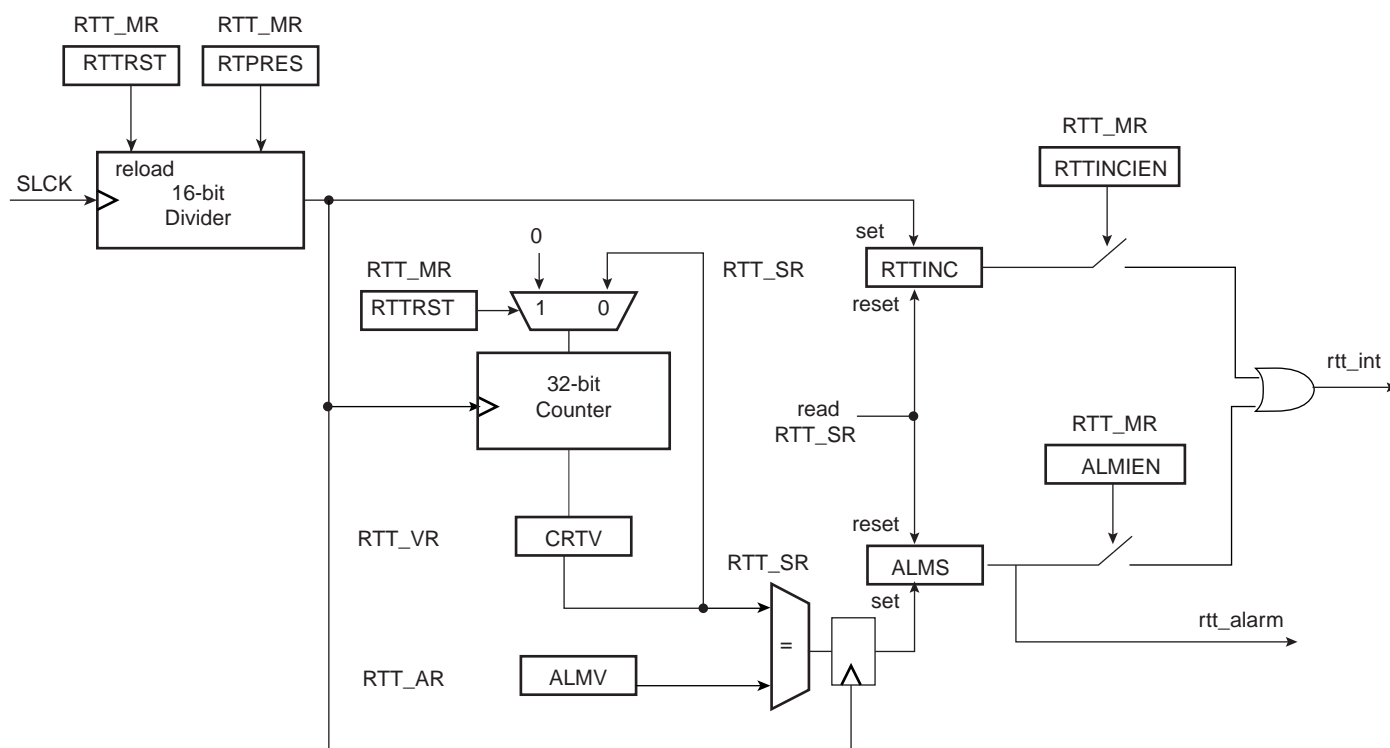 RTT_MR
RTTRST
RTT_MR
RTPRES
reload
16-bit
Divider
SLCK
RTT_MR
RTTINCIEN
0
set
RTTINC
reset
RTT_SR
RTT_MR
RTTRST
1
0
32-bit
Counter
read
RTT_SR
rtt_int
RTT_MR
ALMIEN
reset
ALMS
set
RTT_VR
CRTV
RTT_SR
=
rtt_alarm
RTT_AR
ALMV